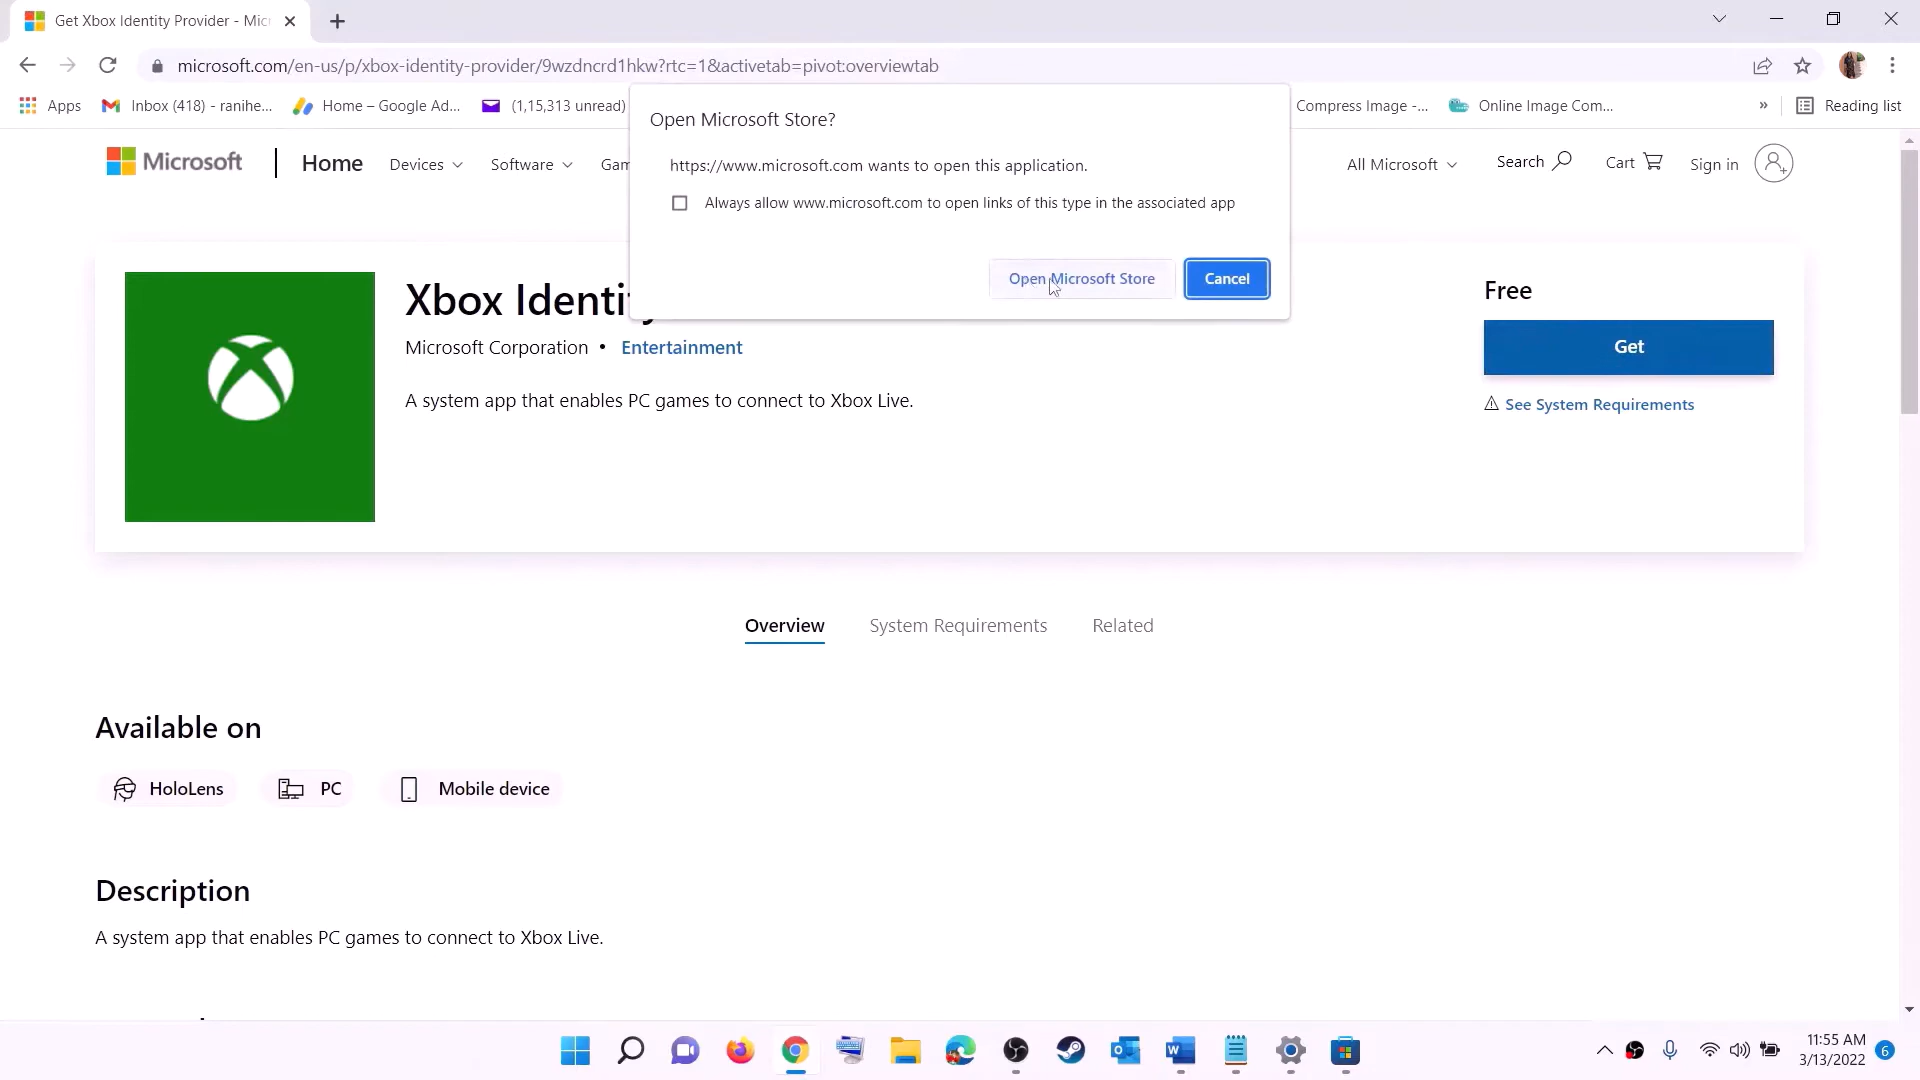 Get Xbox Identity Provider - Mic
microsoft.com/en-us/p/xbox-identity-provider/9wzdncrd1hkw?rtc=1&activetab=pivot:overviewtab
Apps
Inbox (418) - ranihe...
Home – Google Ad...
(1,15,313 unread)
Compress Image -...
Online Image Com...
»
Reading list
Open Microsoft Store?
https://www.microsoft.com wants to open this application.
Always allow www.microsoft.com to open links of this type in the associated app
Open Microsoft Store
Cancel
Microsoft
Home
Devices
Software
Gam
All Microsoft
Search
Cart
Sign in
Xbox Identity
Microsoft Corporation • Entertainment
A system app that enables PC games to connect to Xbox Live.
Free
Get
See System Requirements
Overview
System Requirements
Related
Available on
HoloLens
PC
Mobile device
Description
A system app that enables PC games to connect to Xbox Live.
11:55 AM
3/13/2022
6